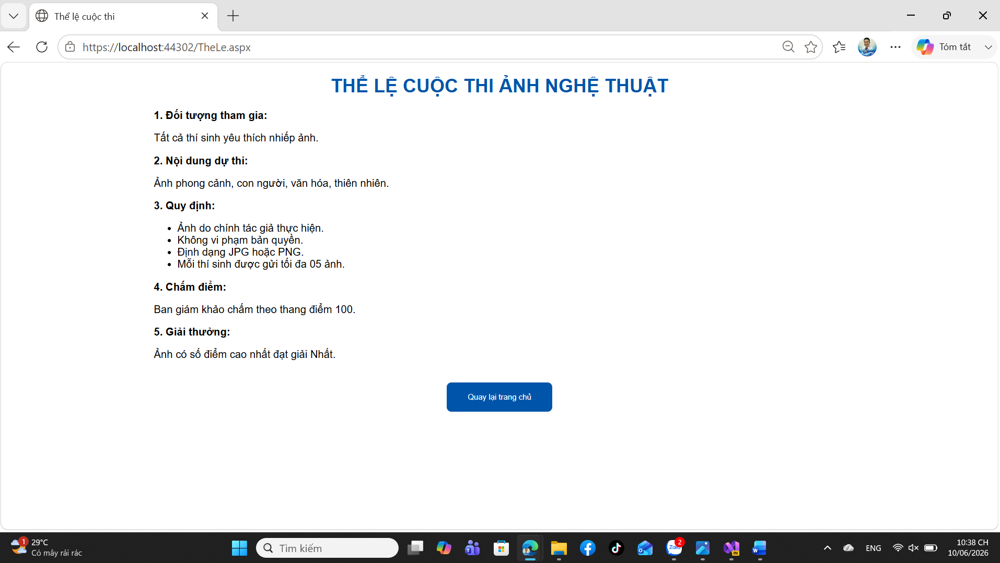 Thể lệ cuộc thi
https://localhost:44302/TheLe.aspx
Tóm tắt
THỂ LỆ CUỘC THI ẢNH NGHỆ THUẬT
1. Đối tượng tham gia:
Tất cả thí sinh yêu thích nhiếp ảnh.
2. Nội dung dự thi:
Ảnh phong cảnh, con người, văn hóa, thiên nhiên.
3. Quy định:
• Ảnh do chính tác giả thực hiện.
• Không vi phạm bản quyền.
• Định dạng JPG hoặc PNG.
• Mỗi thí sinh được gửi tối đa 05 ảnh.
4. Chấm điểm:
Ban giám khảo chấm theo thang điểm 100.
5. Giải thưởng:
Ảnh có số điểm cao nhất đạt giải Nhất.
Quay lại trang chủ
1
29°C
Có mây rải rác
Tìm kiếm
Zalo
2
IN
ENG
10:38 CH
10/06/2026